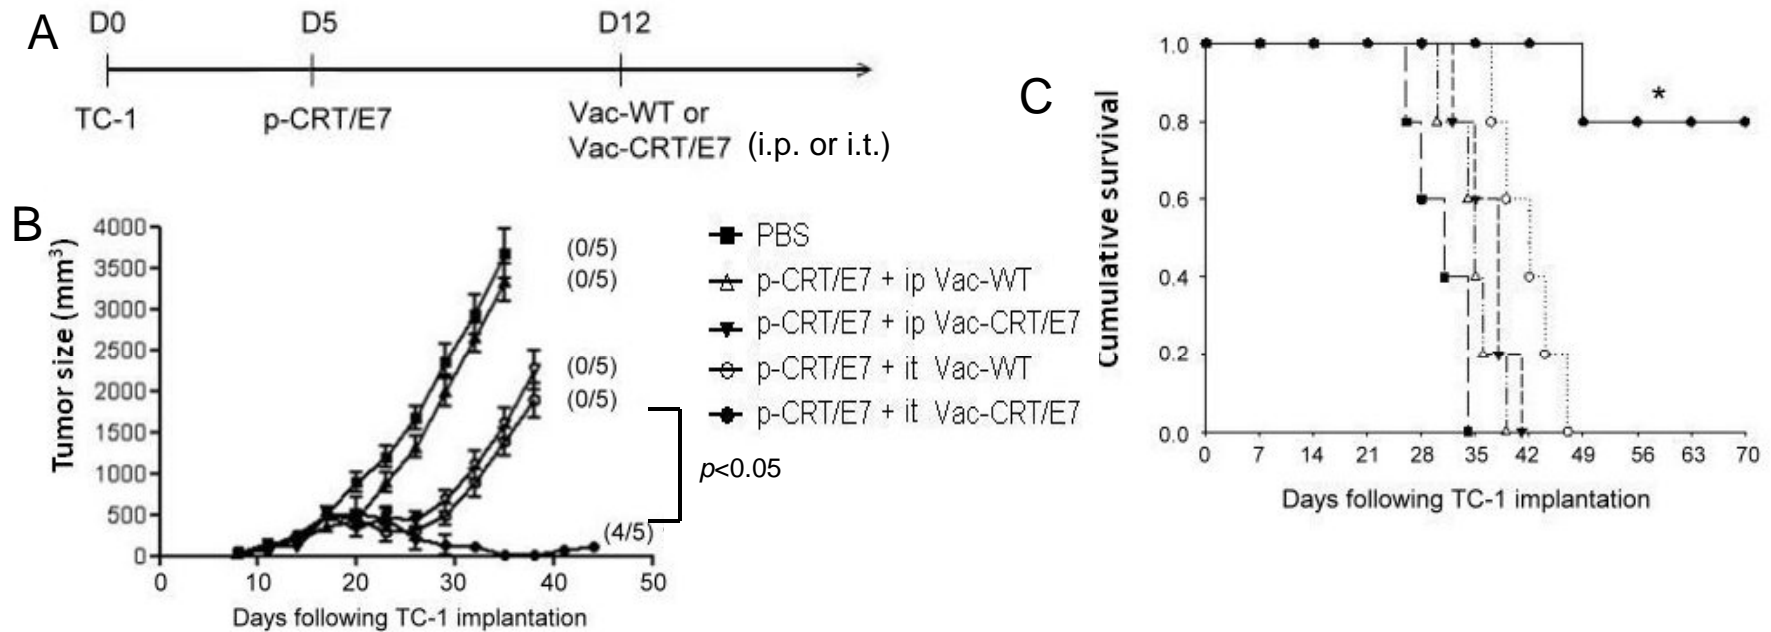 A
D0 D5 D12
TC-1 p-CRT/E7 Vac-WT or
Vac-CRT/E7 (i.p. or i.t.)
B
Tumor size (mm³)
4000
3500
3000
2500
2000
1500
1000
500
0
0 10 20 30 40 50
Days following TC-1 implantation
(0/5)
(0/5)
(0/5)
(0/5)
(4/5)
p<0.05
PBS
p-CRT/E7 + ip Vac-WT
p-CRT/E7 + ip Vac-CRT/E7
p-CRT/E7 + it Vac-WT
p-CRT/E7 + it Vac-CRT/E7
C
Cumulative survival
1.0
0.8
0.6
0.4
0.2
0.0
*
0 7 14 21 28 35 42 49 56 63 70
Days following TC-1 implantation